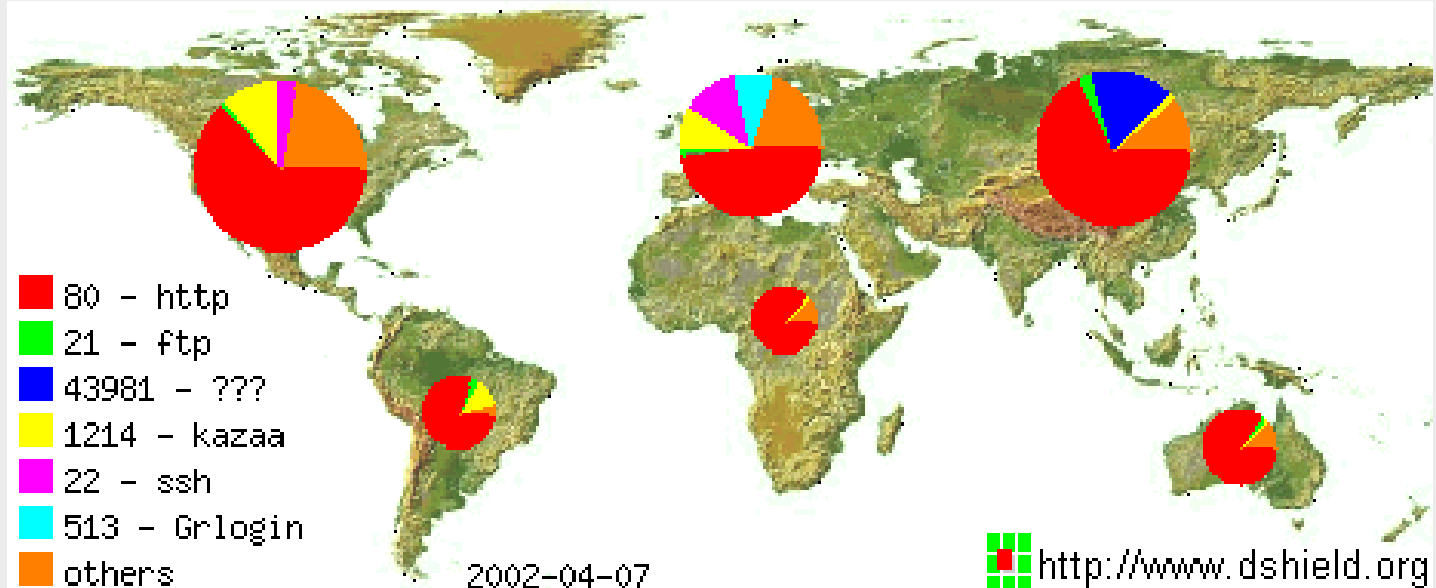 80 - http
21 - ftp
43981 - ???
1214 - kazaa
22 - ssh
513 - Grlogin
others
2002-04-07
http://www.dshield.org